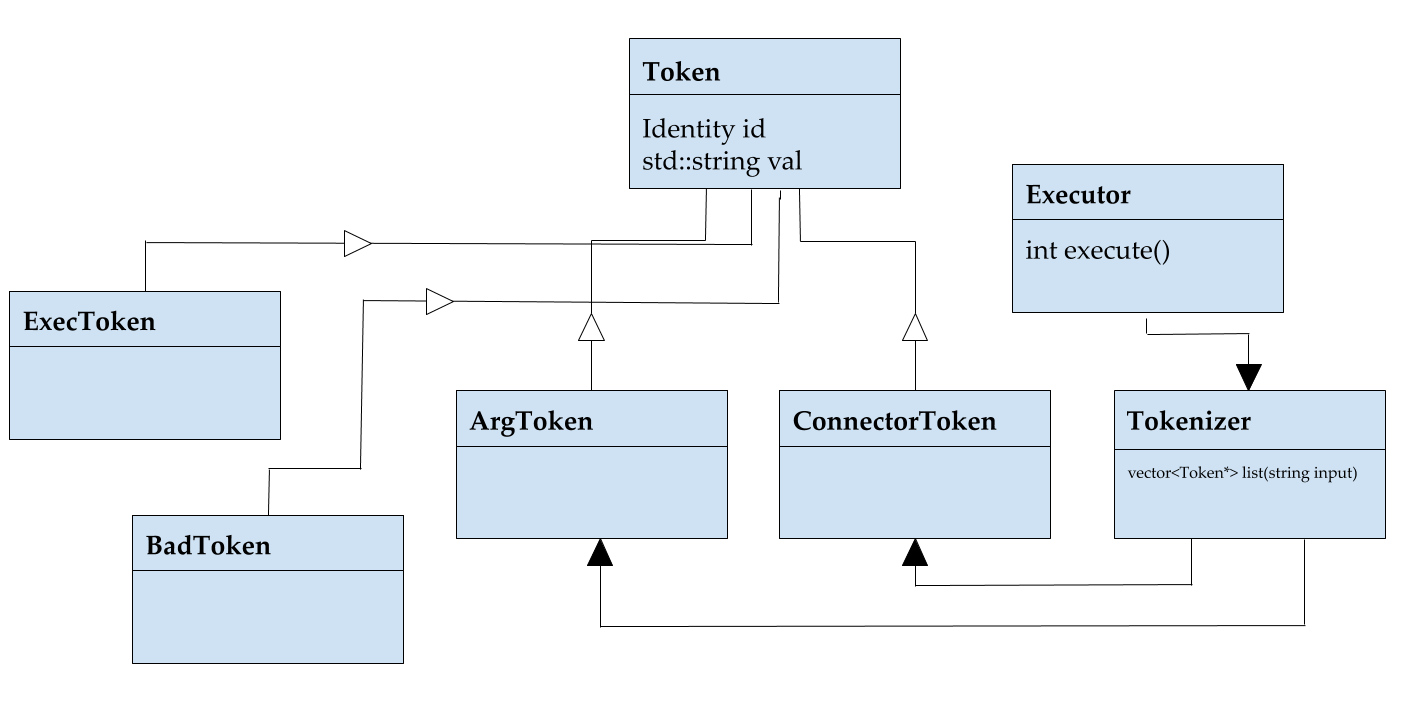 Token
Identity id
std::string val
Executor
int execute()
ExecToken
ArgToken
ConnectorToken
Tokenizer
vector<Token*> list(string input)
BadToken